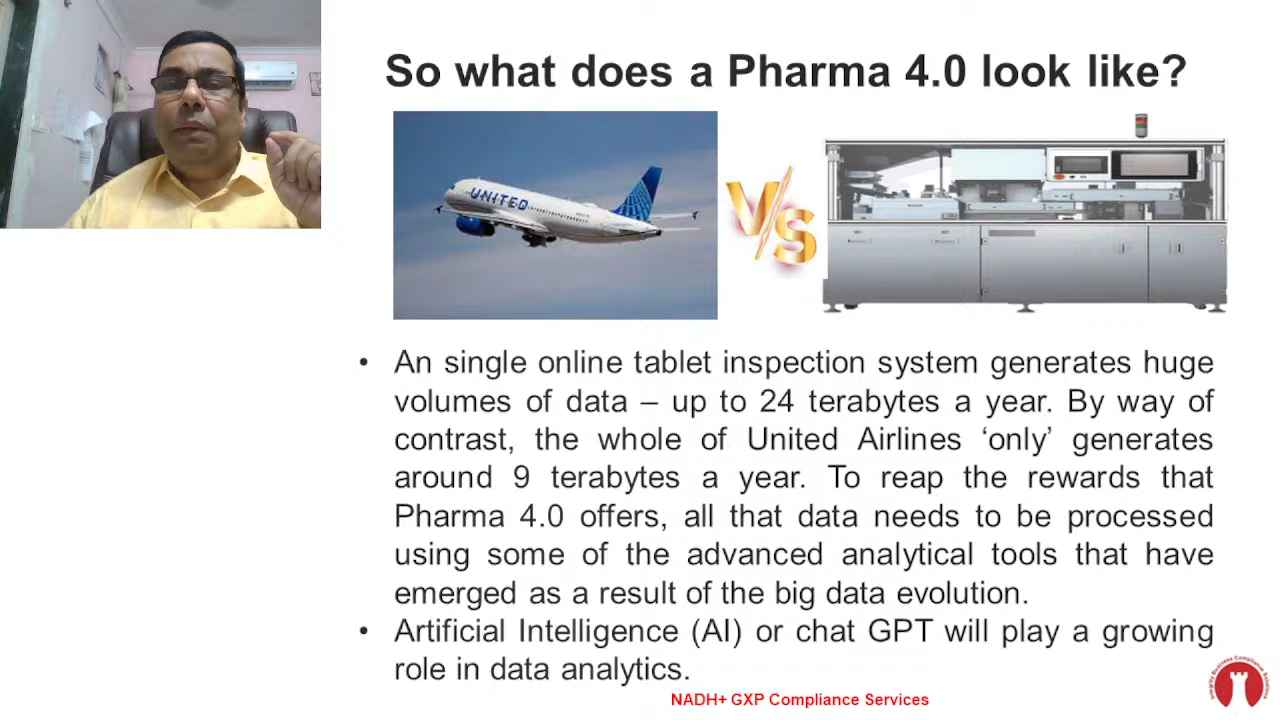 So what does a Pharma 4.0 look like?
UNITED
VS
• An single online tablet inspection system generates huge
volumes of data – up to 24 terabytes a year. By way of
contrast, the whole of United Airlines ‘only’ generates
around 9 terabytes a year. To reap the rewards that
Pharma 4.0 offers, all that data needs to be processed
using some of the advanced analytical tools that have
emerged as a result of the big data evolution.
• Artificial Intelligence (AI) or chat GPT will play a growing
role in data analytics.
NADH+ GXP Compliance Services
Integrity Business Compliance Solutions